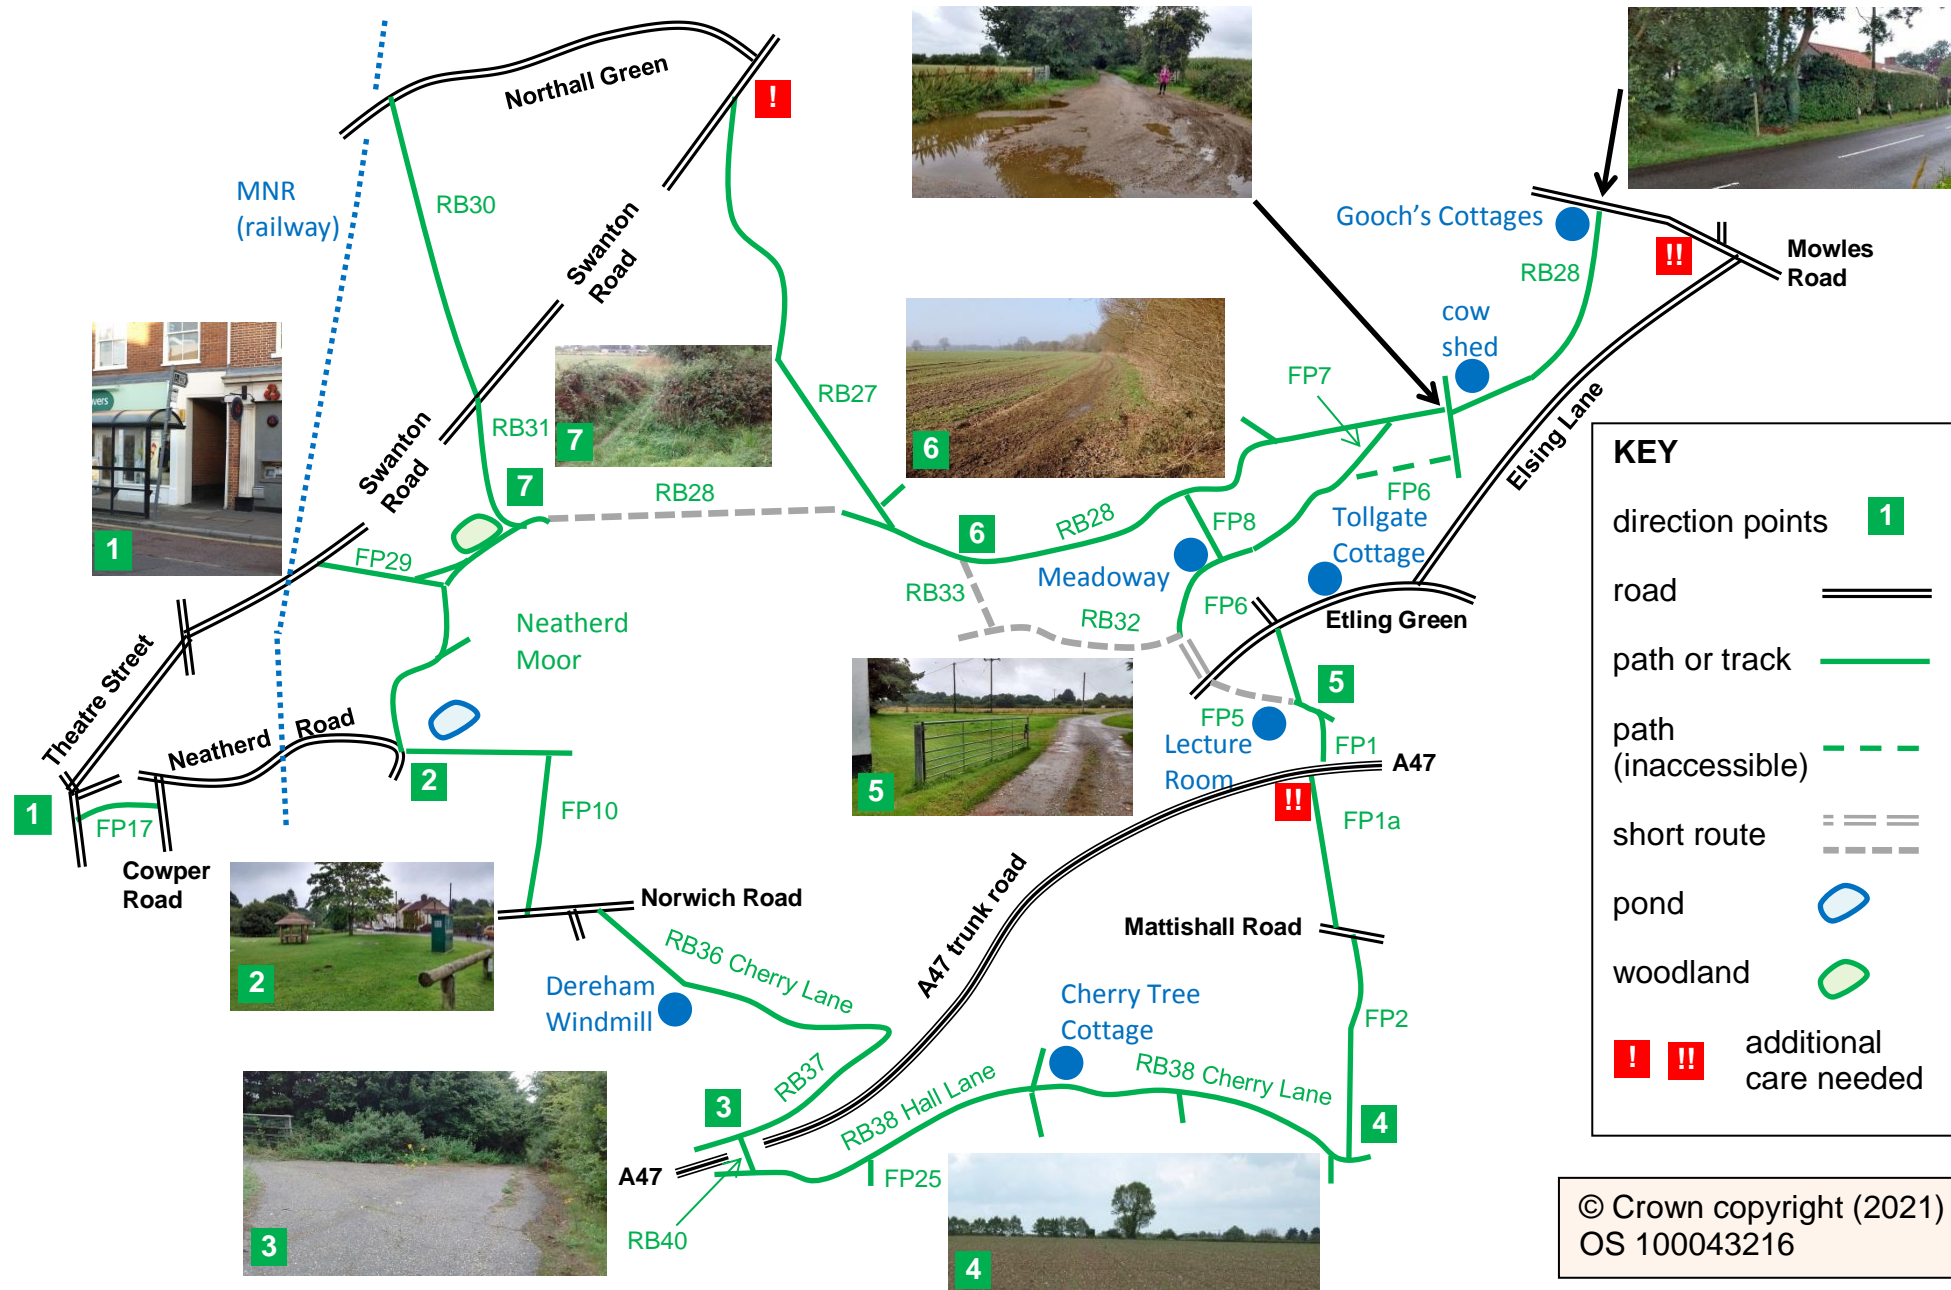 Northall Green
!
MNR
(railway)
RB30
Swanton
Road
Gooch's Cottages
!!
Mowles
Road
RB28
cow
shed
FP7
RB27
6
7
1
RB31
Swanton
Road
7
RB28
FP29
Elsing Lane
FP6
Tollgate
Cottage
RB28
FP8
6
Meadoway
RB33
RB32
FP6
Etling Green
Neatherd
Moor
Theatre Street
Neatherd Road
5
5
FP5
Lecture
Room
FP1
A47
!!
FP1a
2
1
FP17
Cowper
Road
FP10
2
Norwich Road
RB36 Cherry Lane
A47 trunk road
Mattishall Road
Dereham
Windmill
Cherry Tree
Cottage
FP2
RB37
RB38 Hall Lane
RB38 Cherry Lane
3
4
A47
FP25
RB40
3
4
KEY
direction points 1
road
path or track
path
(inaccessible)
short route
pond
woodland
! !! additional
care needed
© Crown copyright (2021)
OS 100043216